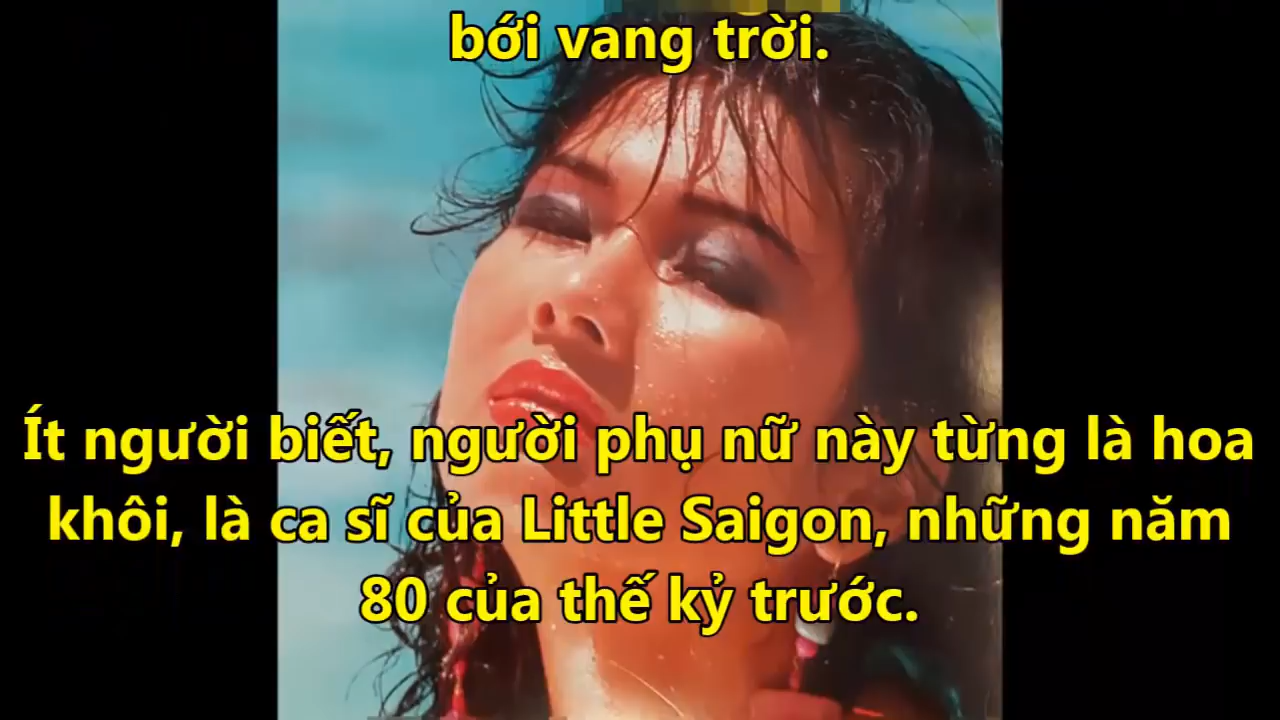 bới vang trời.
Ít người biết, người phụ nữ này từng là hoa
khôi, là ca sĩ của Little Saigon, những năm
80 của thế kỷ trước.